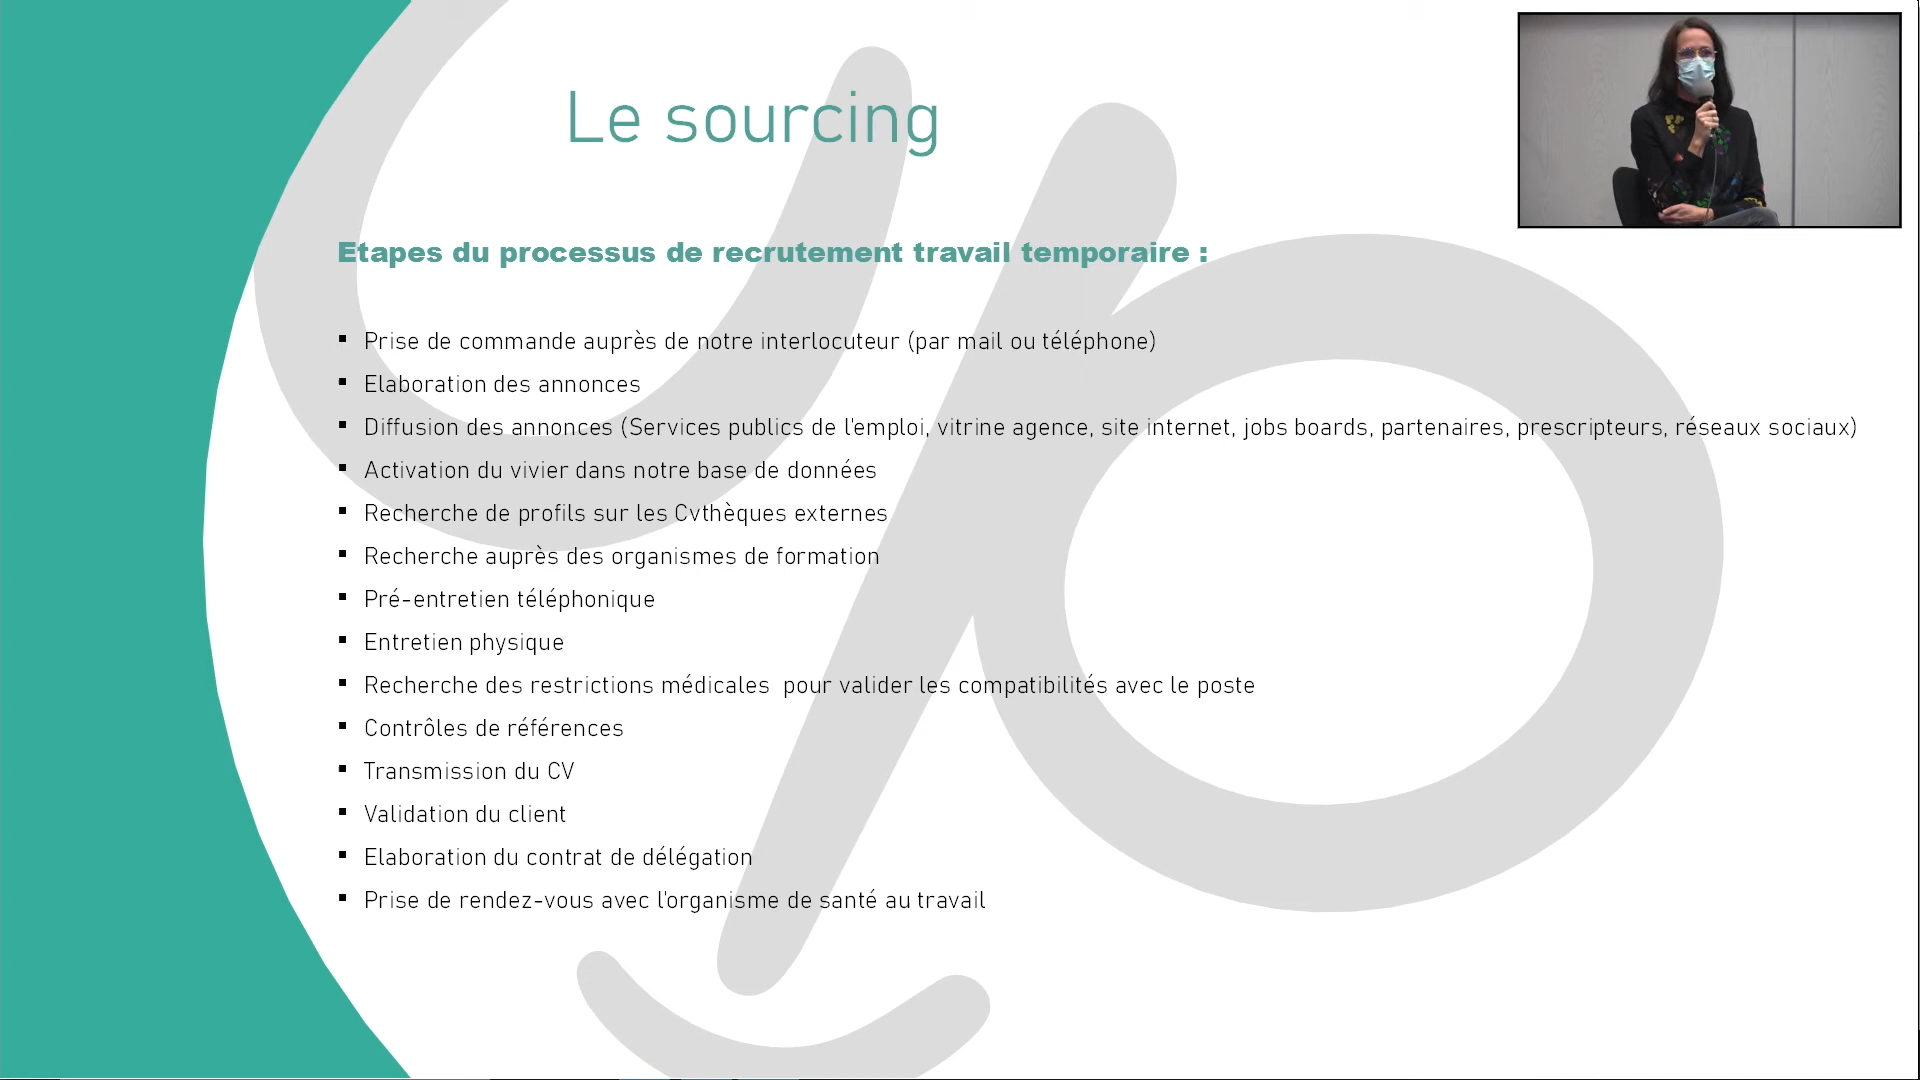 Le sourcing
Etapes du processus de recrutement travail temporaire :
▪ Prise de commande auprès de notre interlocuteur (par mail ou téléphone)
▪ Elaboration des annonces
▪ Diffusion des annonces (Services publics de l'emploi, vitrine agence, site internet, jobs boards, partenaires, prescripteurs, réseaux sociaux)
▪ Activation du vivier dans notre base de données
▪ Recherche de profils sur les Cvthèques externes
▪ Recherche auprès des organismes de formation
▪ Pré-entretien téléphonique
▪ Entretien physique
▪ Recherche des restrictions médicales  pour valider les compatibilités avec le poste
▪ Contrôles de références
▪ Transmission du CV
▪ Validation du client
▪ Elaboration du contrat de délégation
▪ Prise de rendez-vous avec l'organisme de santé au travail